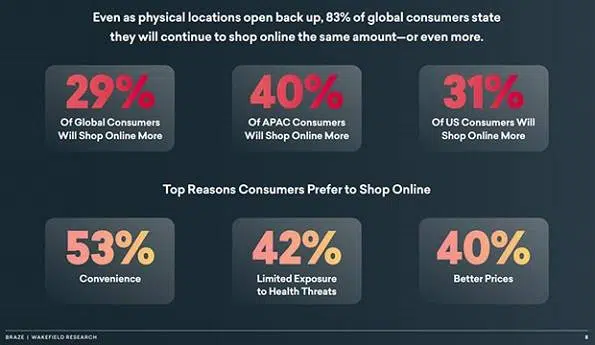 Even as physical locations open back up, 83% of global consumers state
they will continue to shop online the same amount—or even more.
29%
Of Global Consumers
Will Shop Online More
40%
Of APAC Consumers
Will Shop Online More
31%
Of US Consumers Will
Shop Online More
Top Reasons Consumers Prefer to Shop Online
53%
Convenience
42%
Limited Exposure
to Health Threats
40%
Better Prices
BRAZE | WAKEFIELD RESEARCH